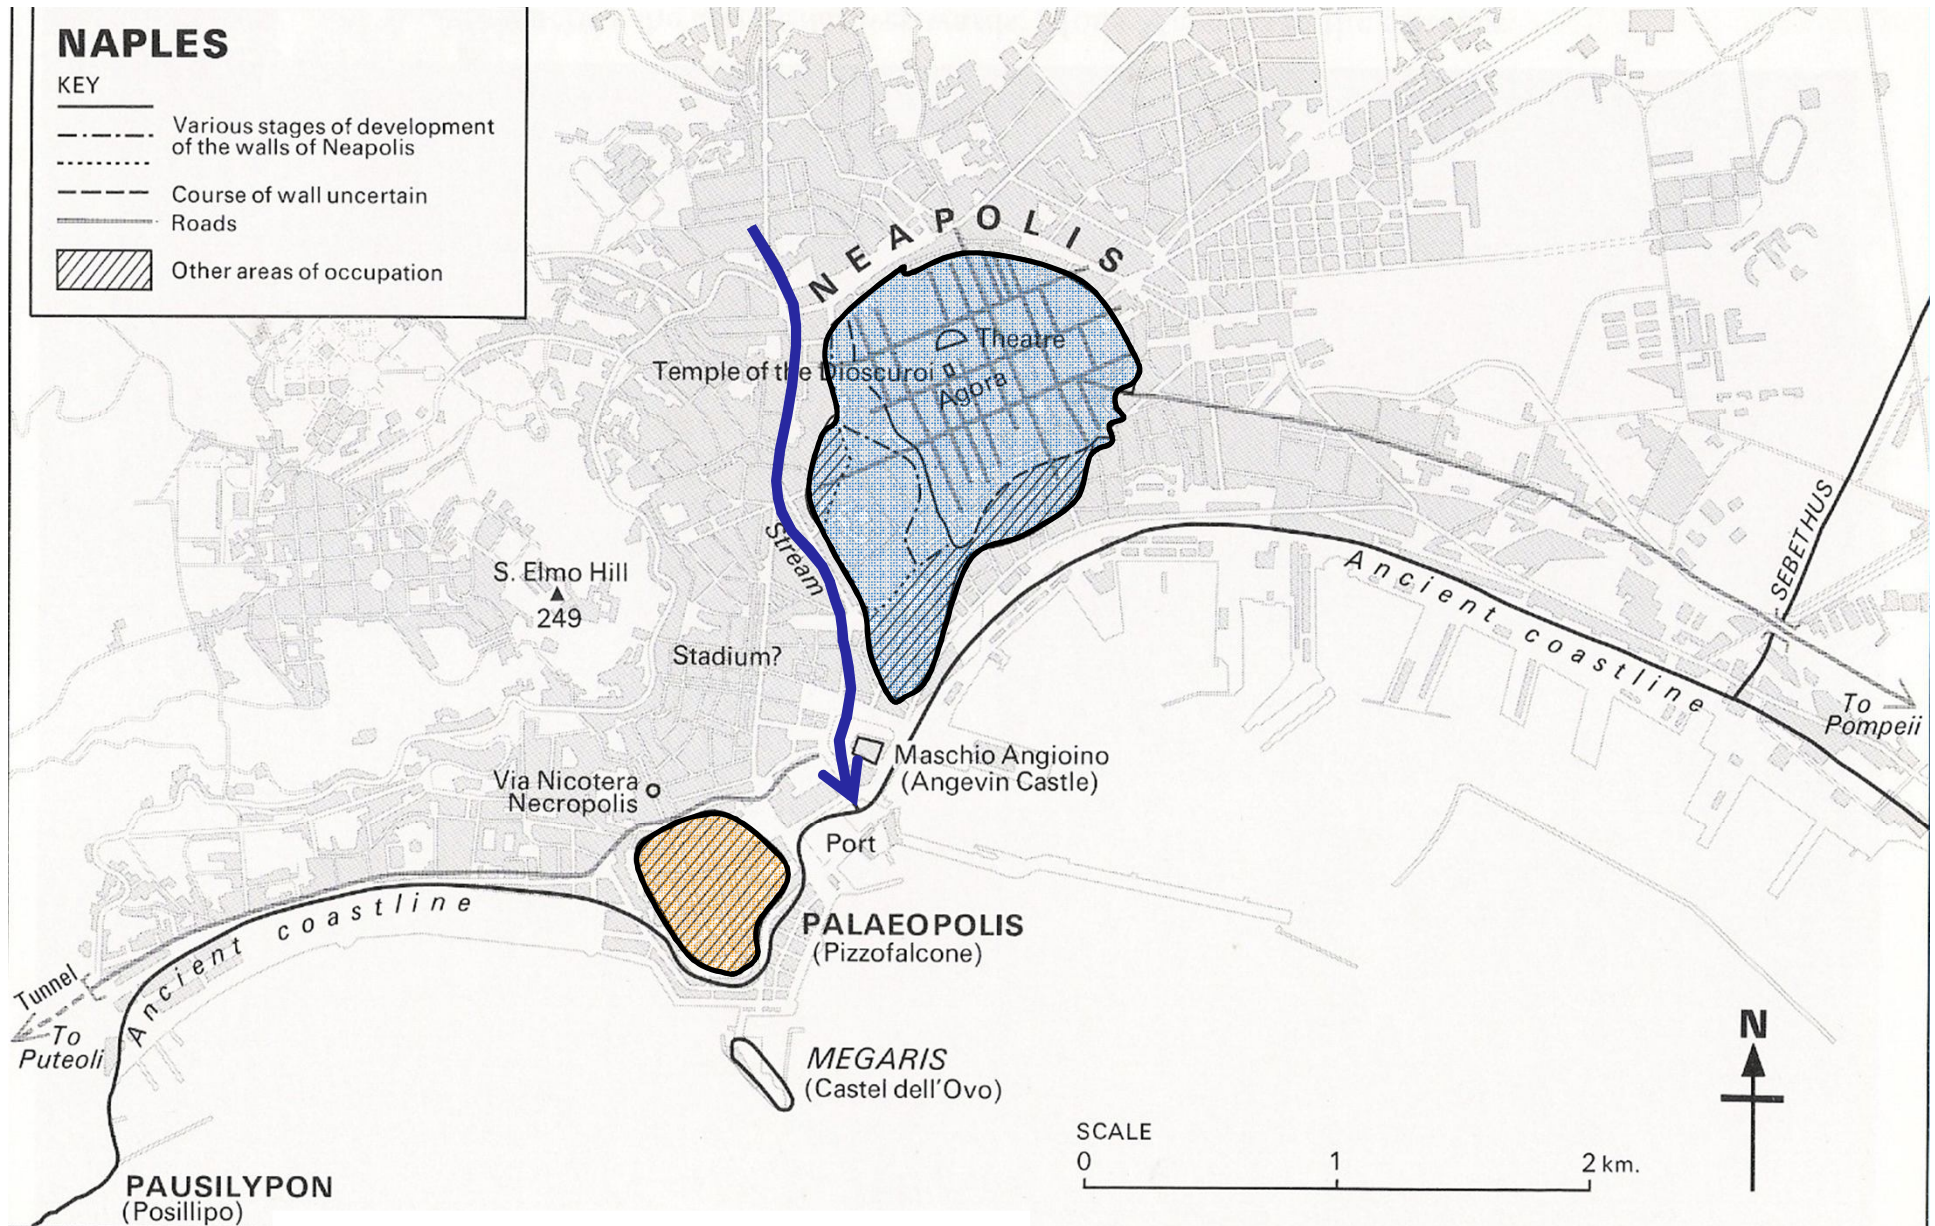 NAPLES
KEY
Various stages of development
of the walls of Neapolis
Course of wall uncertain
Roads
Other areas of occupation
NEAPOLIS
Theatre
Temple of the Dioscuroi
Agora
Stream
S. Elmo Hill
249
Stadium?
SEBETHUS
Ancient coastline
To
Pompeii
Maschio Angioino
(Angevin Castle)
Via Nicotera
Necropolis
Port
Ancient coastline
PALAEOPOLIS
(Pizzofalcone)
Tunnel
To
Puteoli
MEGARIS
(Castel dell'Ovo)
N
SCALE
0 1 2 km.
PAUSILYPON
(Posillipo)